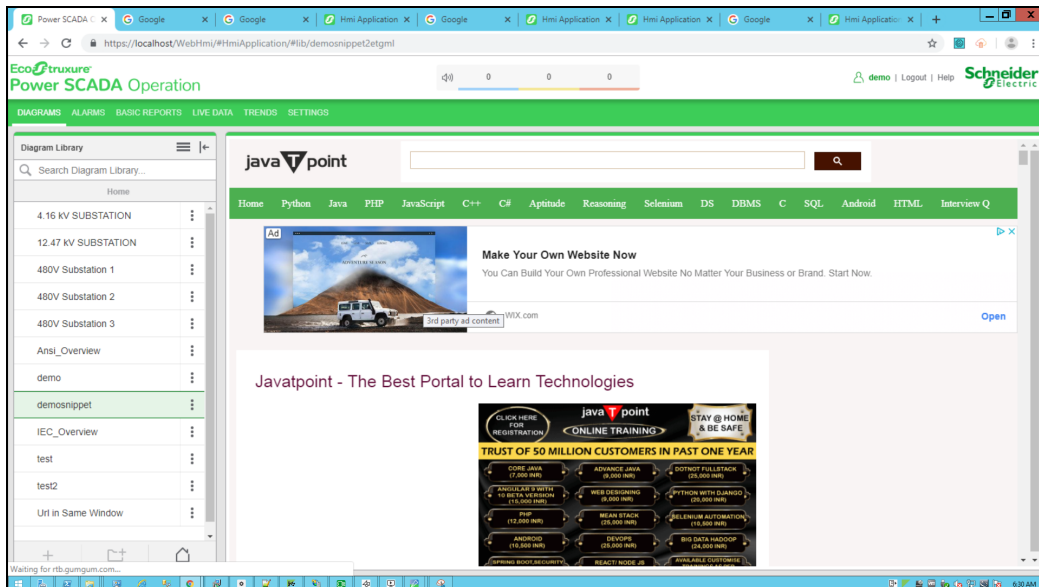 Power SCADA C
Google
Google
Hmi Application
Google
Hmi Application
Hmi Application
Google
Hmi Application
https://localhost/WebHmi/#HmiApplication/#lib/demosnippet2etgml
EcoStruxure
Power SCADA Operation
0 0 0
demo | Logout | Help
Schneider
Electric
DIAGRAMS ALARMS BASIC REPORTS LIVE DATA TRENDS SETTINGS
Diagram Library
Search Diagram Library...
Home
4.16 kV SUBSTATION
12.47 kV SUBSTATION
480V Substation 1
480V Substation 2
480V Substation 3
Ansi_Overview
demo
demosnippet
IEC_Overview
test
test2
Url in Same Window
Waiting for rtb.gumgum.com...
java T point
Home Python Java PHP JavaScript C++ C# Aptitude Reasoning Selenium DS DBMS C SQL Android HTML Interview Q
Ad
ADVENTURE SEASON
Make Your Own Website Now
You Can Build Your Own Professional Website No Matter Your Business or Brand. Start Now.
3rd party ad content
WIX.com
Open
Javatpoint - The Best Portal to Learn Technologies
CLICK HERE
FOR
REGISTRATION
java T point
ONLINE TRAINING
STAY @ HOME
& BE SAFE
TRUST OF 50 MILLION CUSTOMERS IN PAST ONE YEAR
CORE JAVA
(7,000 INR)
ADVANCE JAVA
(9,000 INR)
DOTNOT FULLSTACK
(25,000 INR)
ANGULAR 9 WITH
10 BETA VERSION
(15,000 INR)
WEB DESIGNING
(9,000 INR)
PYTHON WITH DJANGO
(20,000 INR)
PHP
(12,000 INR)
MEAN STACK
(25,000 INR)
SELENIUM AUTOMATION
(10,500 INR)
ANDROID
(10,500 INR)
DEVOPS
(25,000 INR)
BIG DATA HADOOP
(24,000 INR)
SPRING BOOT,SECURITY
REACT/ NODE JS
AVAILABLE CUSTOMISE
6:30 AM